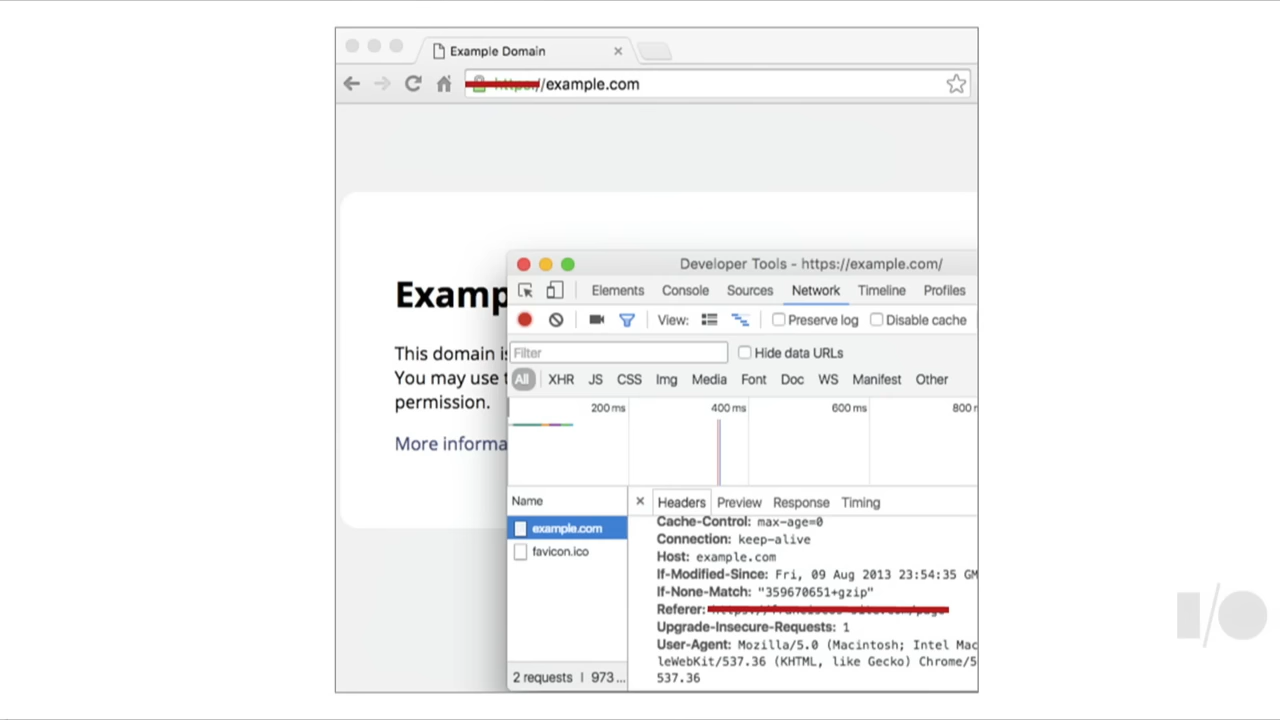 Example Domain
//example.com
Examp
This domain is
You may use t
permission.
More informa
Developer Tools - https://example.com/
Elements Console Sources Network Timeline Profiles
View: Preserve log Disable cache
Filter Hide data URLs
All XHR JS CSS Img Media Font Doc WS Manifest Other
200 ms 400 ms 600 ms 800 r
Name Headers Preview Response Timing
example.com
favicon.ico
Cache-Control: max-age=0
Connection: keep-alive
Host: example.com
If-Modified-Since: Fri, 09 Aug 2013 23:54:35 GM
If-None-Match: "359670651+gzip"
Referer:
Upgrade-Insecure-Requests: 1
User-Agent: Mozilla/5.0 (Macintosh; Intel Mac
leWebKit/537.36 (KHTML, like Gecko) Chrome/5
537.36
2 requests | 973...
I/O